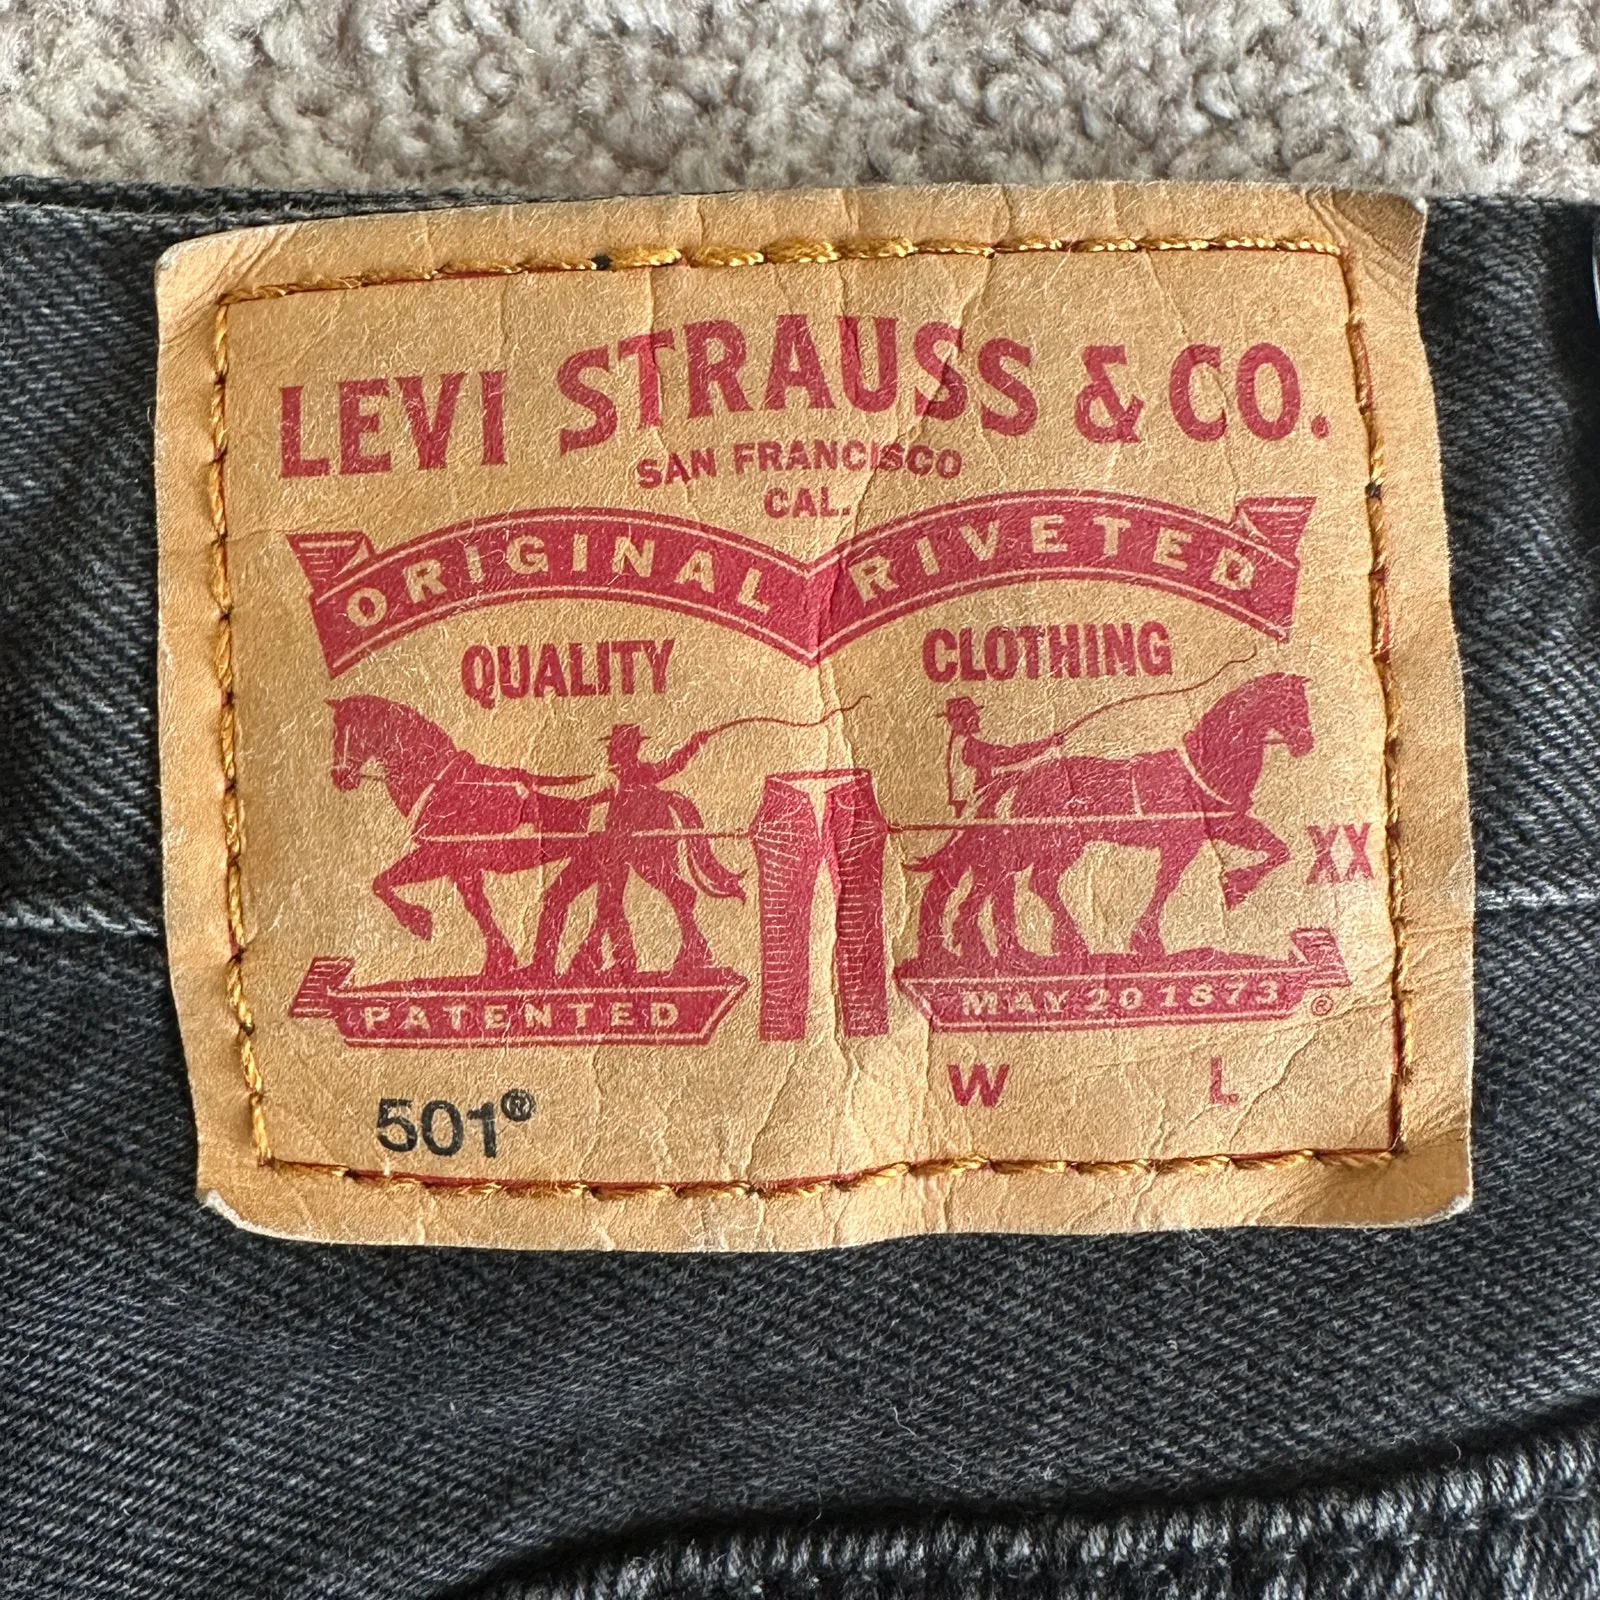 LEVI STRAUSS & CO.
SAN FRANCISCO
CAL.
ORIGINAL RIVETED
QUALITY CLOTHING
XX
PATENTED MAY 20 1873 ®
W L
501®